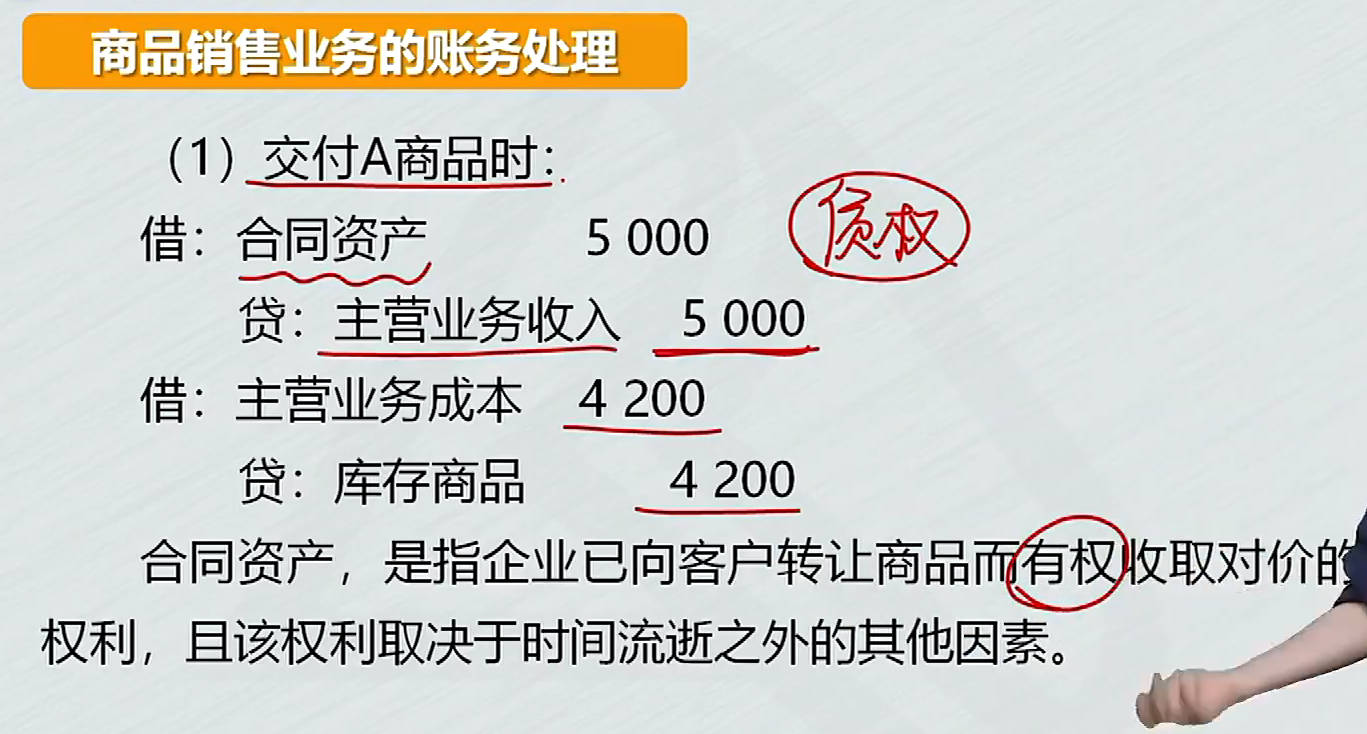 商品销售业务的账务处理
（1）交付A商品时：
借：合同资产 5 000 债权
贷：主营业务收入 5 000
借：主营业务成本 4 200
贷：库存商品 4 200
合同资产，是指企业已向客户转让商品而有权收取对价的
权利，且该权利取决于时间流逝之外的其他因素。